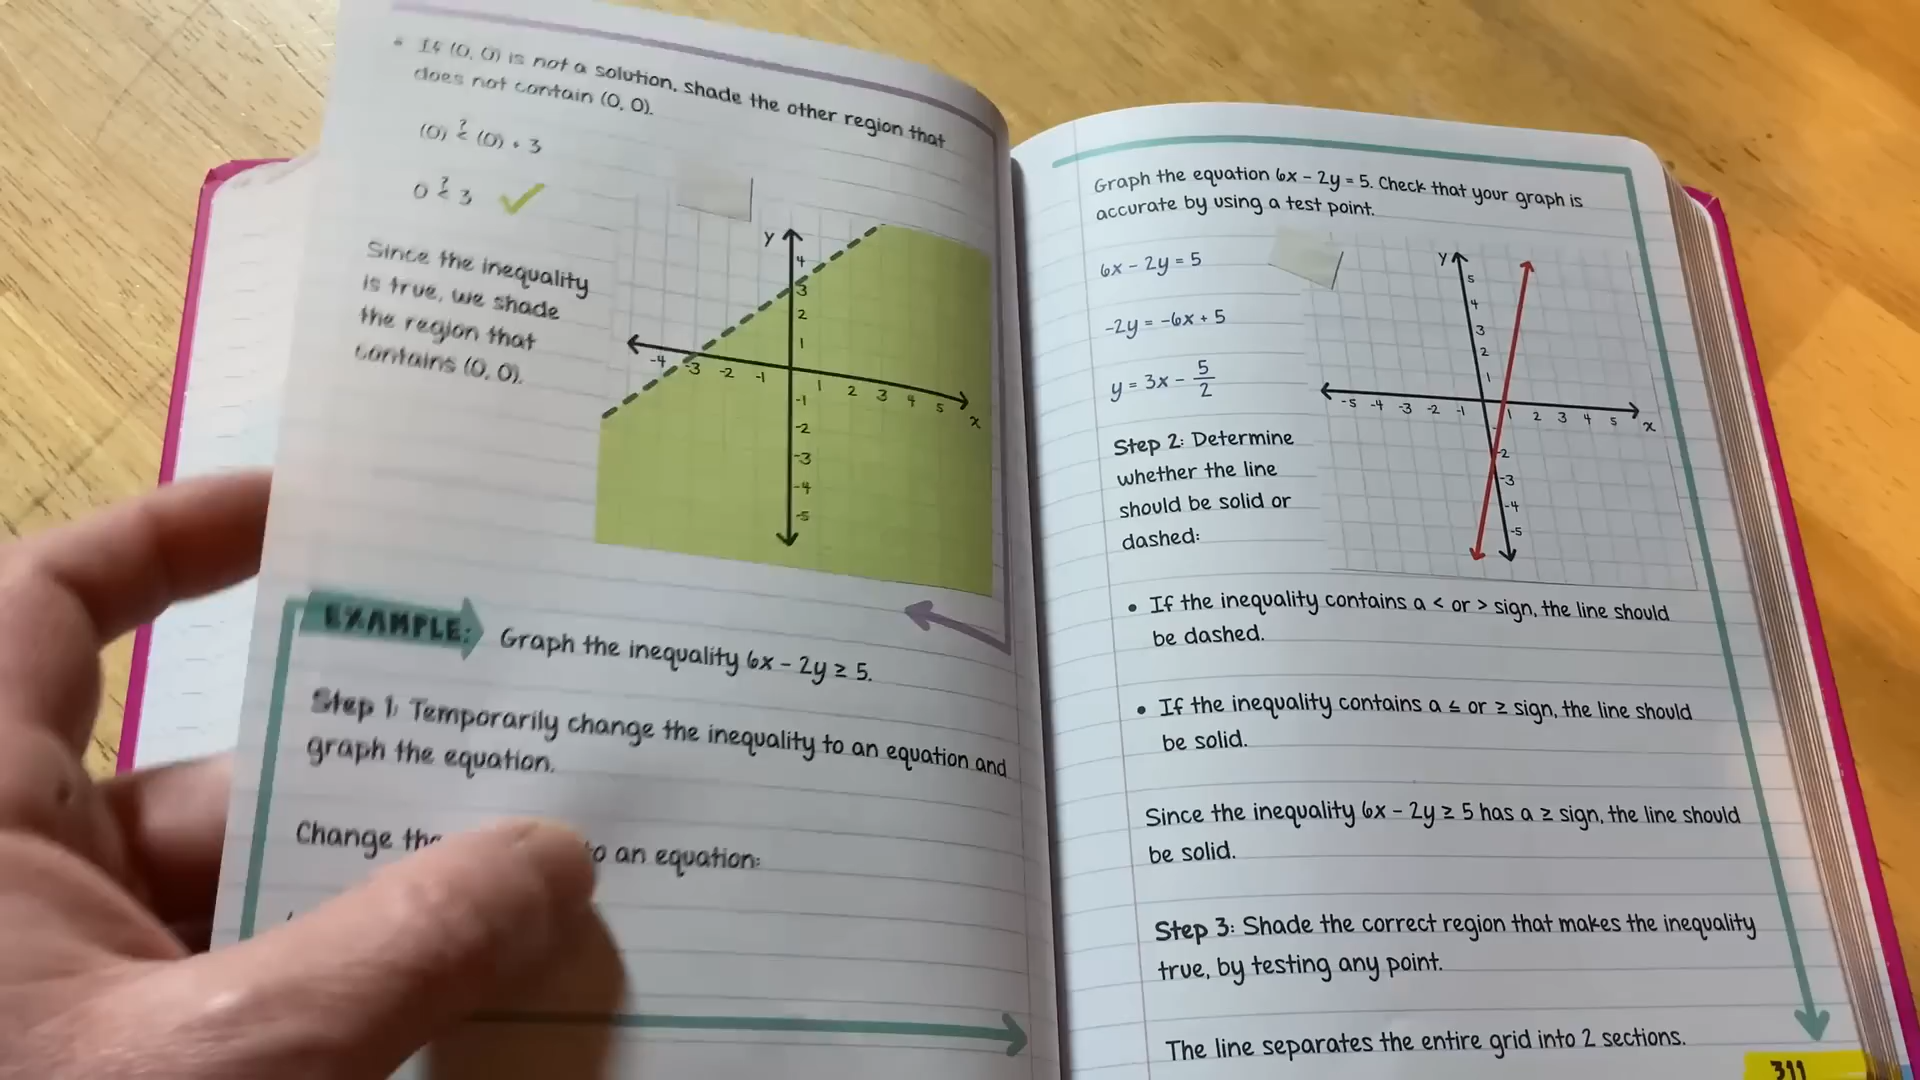 • If (0, 0) is not a solution, shade the other region that
does not contain (0, 0).
(0) ?< (0) + 3
0 ?< 3 ✓
Since the inequality
is true, we shade
the region that
contains (0, 0).
y
4
3
2
1
-4 -3 -2 -1 1 2 3 4 5
x
-1
-2
-3
-4
-5
EXAMPLE: Graph the inequality 6x – 2y ≥ 5.
Step 1: Temporarily change the inequality to an equation and
graph the equation.
Change the to an equation:
Graph the equation 6x – 2y = 5. Check that your graph is
accurate by using a test point.
6x – 2y = 5
-2y = -6x + 5
y = 3x – 5/2
y
5
4
3
2
1
-5 -4 -3 -2 -1 1 2 3 4 5
x
-2
-3
-4
-5
Step 2: Determine
whether the line
should be solid or
dashed:
• If the inequality contains a < or > sign, the line should
be dashed.
• If the inequality contains a ≤ or ≥ sign, the line should
be solid.
Since the inequality 6x – 2y ≥ 5 has a ≥ sign, the line should
be solid.
Step 3: Shade the correct region that makes the inequality
true, by testing any point.
The line separates the entire grid into 2 sections.
311